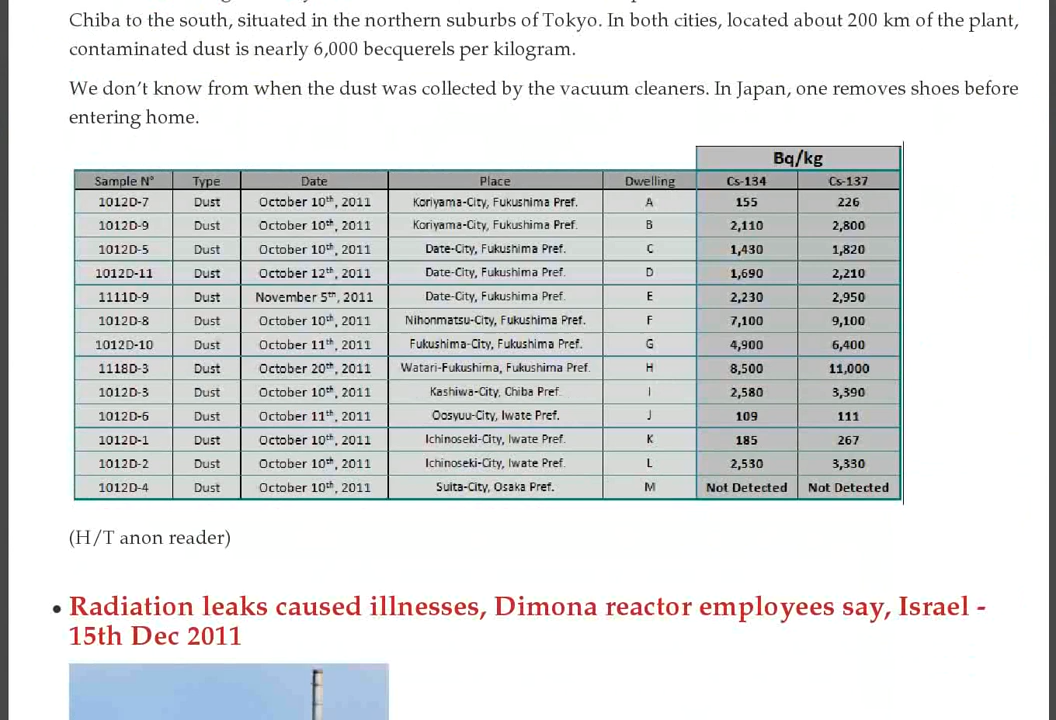 Chiba to the south, situated in the northern suburbs of Tokyo. In both cities, located about 200 km of the plant,
contaminated dust is nearly 6,000 becquerels per kilogram.
We don't know from when the dust was collected by the vacuum cleaners. In Japan, one removes shoes before
entering home.
Bq/kg
Sample N° Type Date Place Dwelling Cs-134 Cs-137
1012D-7 Dust October 10th, 2011 Koriyama-City, Fukushima Pref. A 155 226
1012D-9 Dust October 10th, 2011 Koriyama-City, Fukushima Pref. B 2,110 2,800
1012D-5 Dust October 10th, 2011 Date-City, Fukushima Pref. C 1,430 1,820
1012D-11 Dust October 12th, 2011 Date-City, Fukushima Pref. D 1,690 2,210
1111D-9 Dust November 5th, 2011 Date-City, Fukushima Pref. E 2,230 2,950
1012D-8 Dust October 10th, 2011 Nihonmatsu-City, Fukushima Pref. F 7,100 9,100
1012D-10 Dust October 11th, 2011 Fukushima-City, Fukushima Pref. G 4,900 6,400
1118D-3 Dust October 20th, 2011 Watari-Fukushima, Fukushima Pref. H 8,500 11,000
1012D-3 Dust October 10th, 2011 Kashiwa-City, Chiba Pref. I 2,580 3,390
1012D-6 Dust October 11th, 2011 Oosyuu-City, Iwate Pref. J 109 111
1012D-1 Dust October 10th, 2011 Ichinoseki-City, Iwate Pref. K 185 267
1012D-2 Dust October 10th, 2011 Ichinoseki-City, Iwate Pref. L 2,530 3,330
1012D-4 Dust October 10th, 2011 Suita-City, Osaka Pref. M Not Detected Not Detected
(H/T anon reader)
• Radiation leaks caused illnesses, Dimona reactor employees say, Israel -
15th Dec 2011